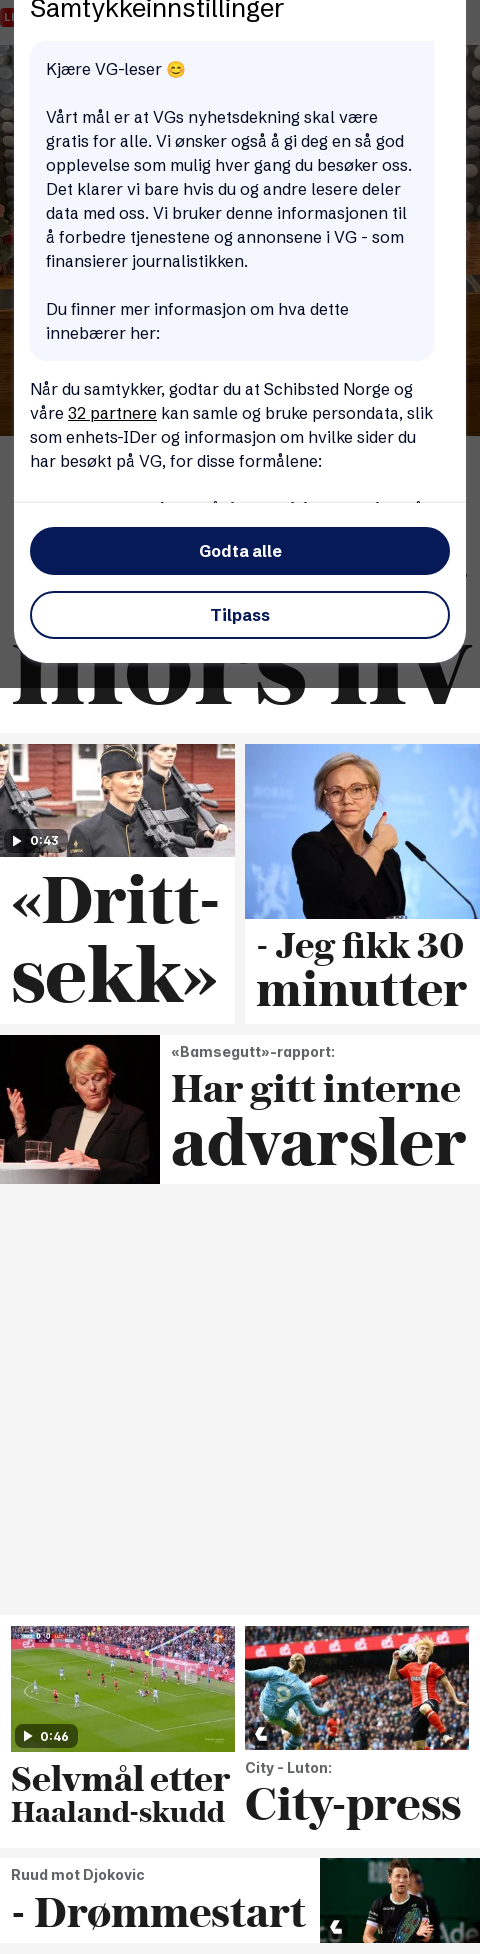 Samtykkeinnstillinger
Kjære VG-leser 😊
Vårt mål er at VGs nyhetsdekning skal være
gratis for alle. Vi ønsker også å gi deg en så god
opplevelse som mulig hver gang du besøker oss.
Det klarer vi bare hvis du og andre lesere deler
data med oss. Vi bruker denne informasjonen til
å forbedre tjenestene og annonsene i VG - som
finansierer journalistikken.
Du finner mer informasjon om hva dette
innebærer her:
Når du samtykker, godtar du at Schibsted Norge og
våre 32 partnere kan samle og bruke persondata, slik
som enhets-IDer og informasjon om hvilke sider du
har besøkt på VG, for disse formålene:
Godta alle
Tilpass
mors liv
0:43
«Dritt-
sekk»
- Jeg fikk 30
minutter
«Bamsegutt»-rapport:
Har gitt interne
advarsler
0:46
Selvmål etter
Haaland-skudd
City - Luton:
City-press
Ruud mot Djokovic
- Drømmestart